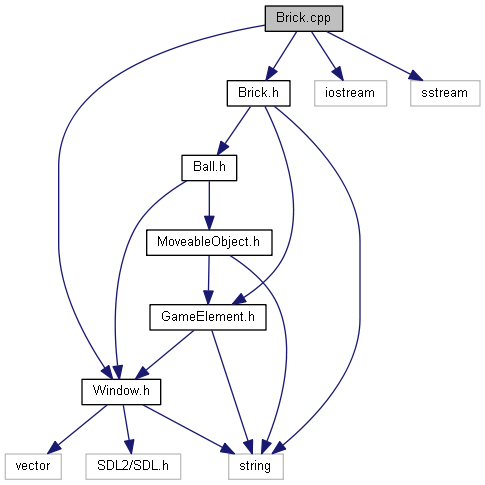 Brick.cpp
Brick.h
iostream
sstream
Ball.h
MoveableObject.h
GameElement.h
Window.h
vector
SDL2/SDL.h
string